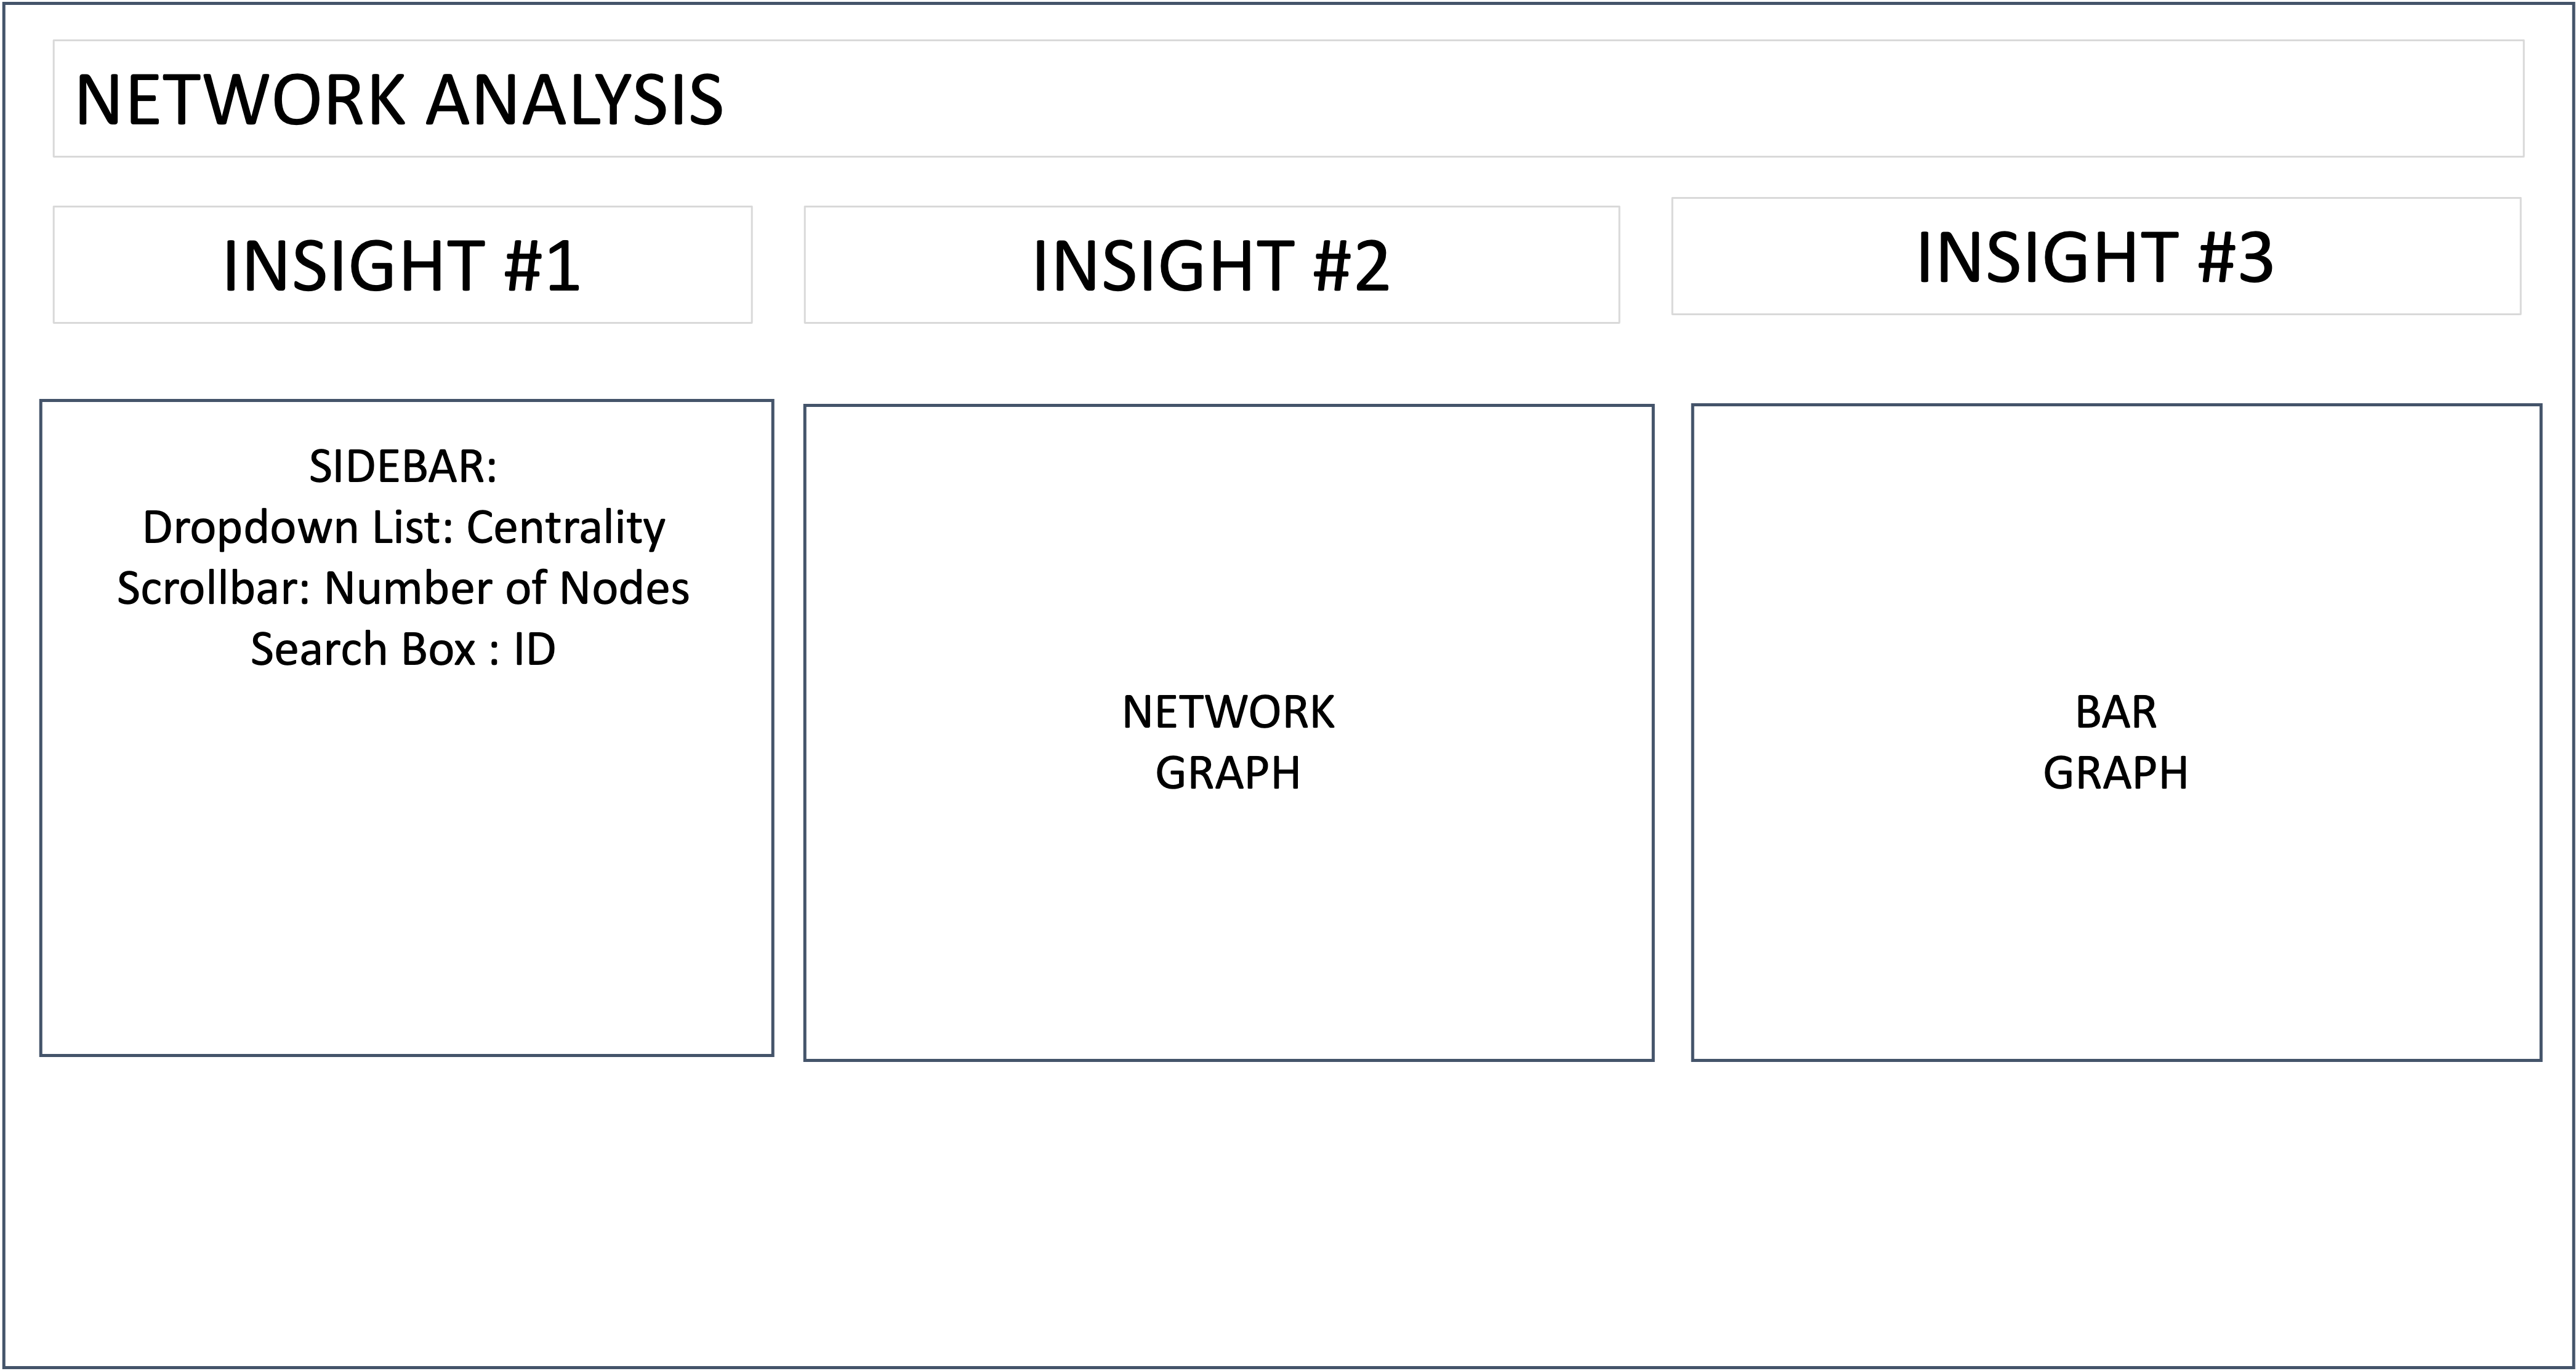 NETWORK ANALYSIS
INSIGHT #1
INSIGHT #2
INSIGHT #3
SIDEBAR:
Dropdown List: Centrality
Scrollbar: Number of Nodes
Search Box : ID
NETWORK
GRAPH
BAR
GRAPH